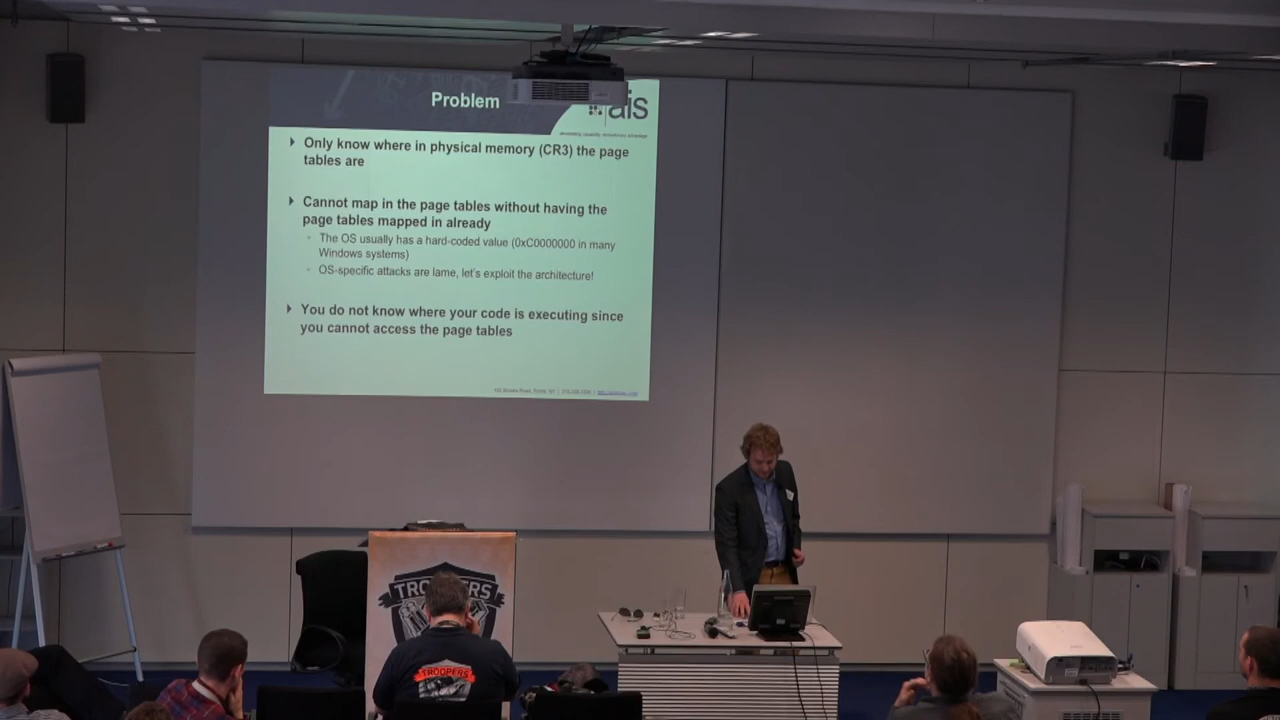 Problem
ais
Only know where in physical memory (CR3) the page
tables are
Cannot map in the page tables without having the
page tables mapped in already
The OS usually has a hard-coded value (0xC0000000 in many
Windows systems)
OS-specific attacks are lame, let's exploit the architecture!
You do not know where your code is executing since
you cannot access the page tables
TROOPERS
TROOPERS